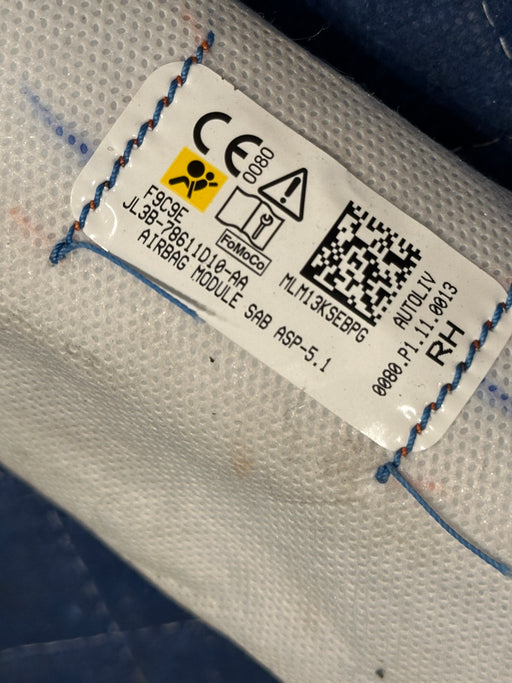 CE 0080
FoMoCo
F9C9E
JL3B-78611D10-AA
AIRBAG MODULE SAB ASP-5.1
MLM13KSEBPG
AUTOLIV
0080.P1.11.0013
RH